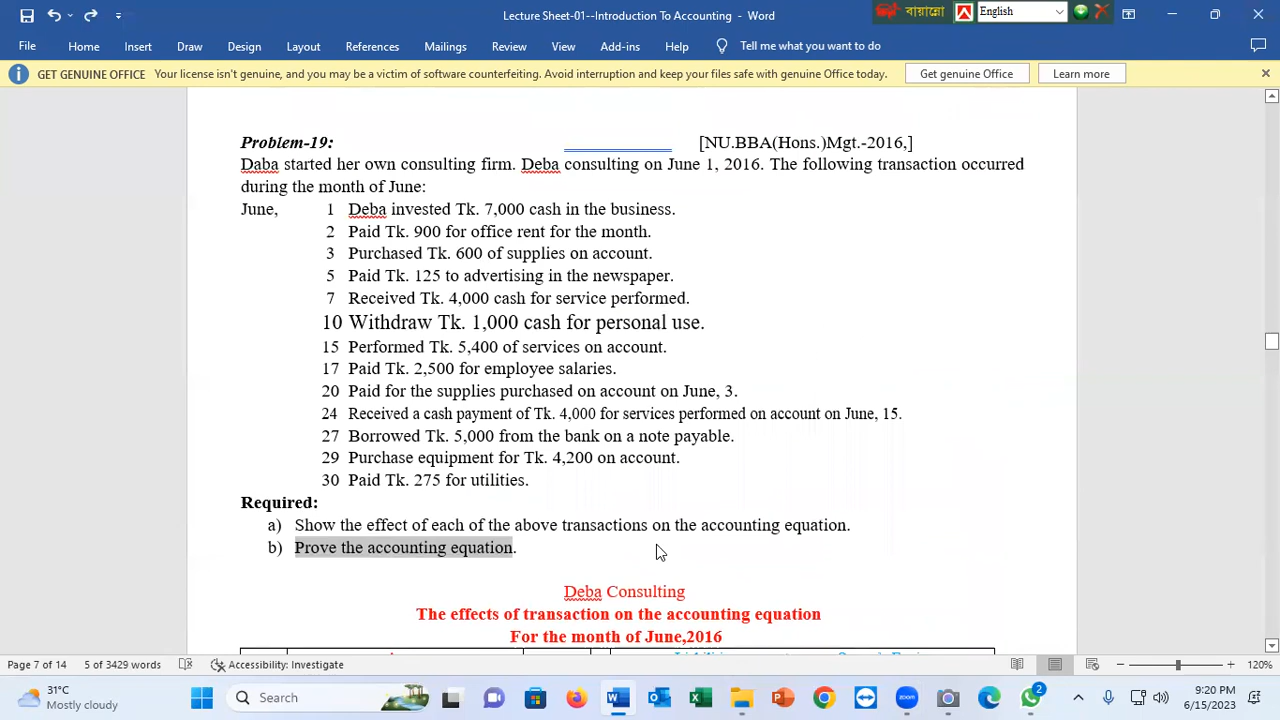 Lecture Sheet-01--Introduction To Accounting - Word
বায়ান্নো
English
File Home Insert Draw Design Layout References Mailings Review View Add-ins Help Tell me what you want to do
GET GENUINE OFFICE Your license isn't genuine, and you may be a victim of software counterfeiting. Avoid interruption and keep your files safe with genuine Office today. Get genuine Office Learn more
Problem-19: [NU.BBA(Hons.)Mgt.-2016,]
Daba started her own consulting firm. Deba consulting on June 1, 2016. The following transaction occurred
during the month of June:
June, 1 Deba invested Tk. 7,000 cash in the business.
2 Paid Tk. 900 for office rent for the month.
3 Purchased Tk. 600 of supplies on account.
5 Paid Tk. 125 to advertising in the newspaper.
7 Received Tk. 4,000 cash for service performed.
10 Withdraw Tk. 1,000 cash for personal use.
15 Performed Tk. 5,400 of services on account.
17 Paid Tk. 2,500 for employee salaries.
20 Paid for the supplies purchased on account on June, 3.
24 Received a cash payment of Tk. 4,000 for services performed on account on June, 15.
27 Borrowed Tk. 5,000 from the bank on a note payable.
29 Purchase equipment for Tk. 4,200 on account.
30 Paid Tk. 275 for utilities.
Required:
a) Show the effect of each of the above transactions on the accounting equation.
b) Prove the accounting equation.
Deba Consulting
The effects of transaction on the accounting equation
For the month of June,2016
Page 7 of 14 5 of 3429 words Accessibility: Investigate 120%
31°C
Mostly cloudy
Search
zoom
2
9:20 PM
6/15/2023